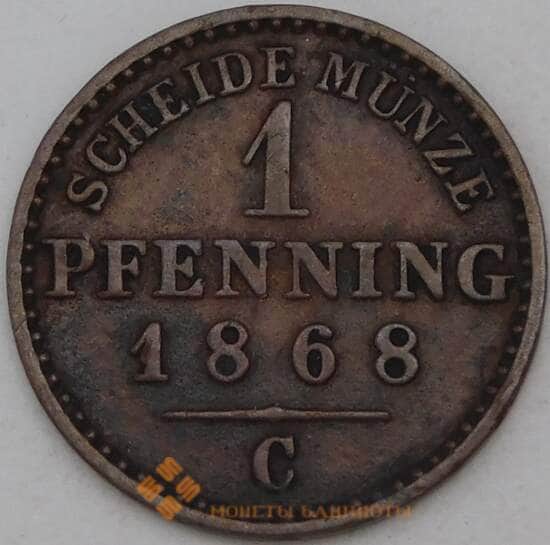 SCHEIDE MÜNZE
1
PFENNING
1868
C
МОНЕТЫ БАНКНОТЫ